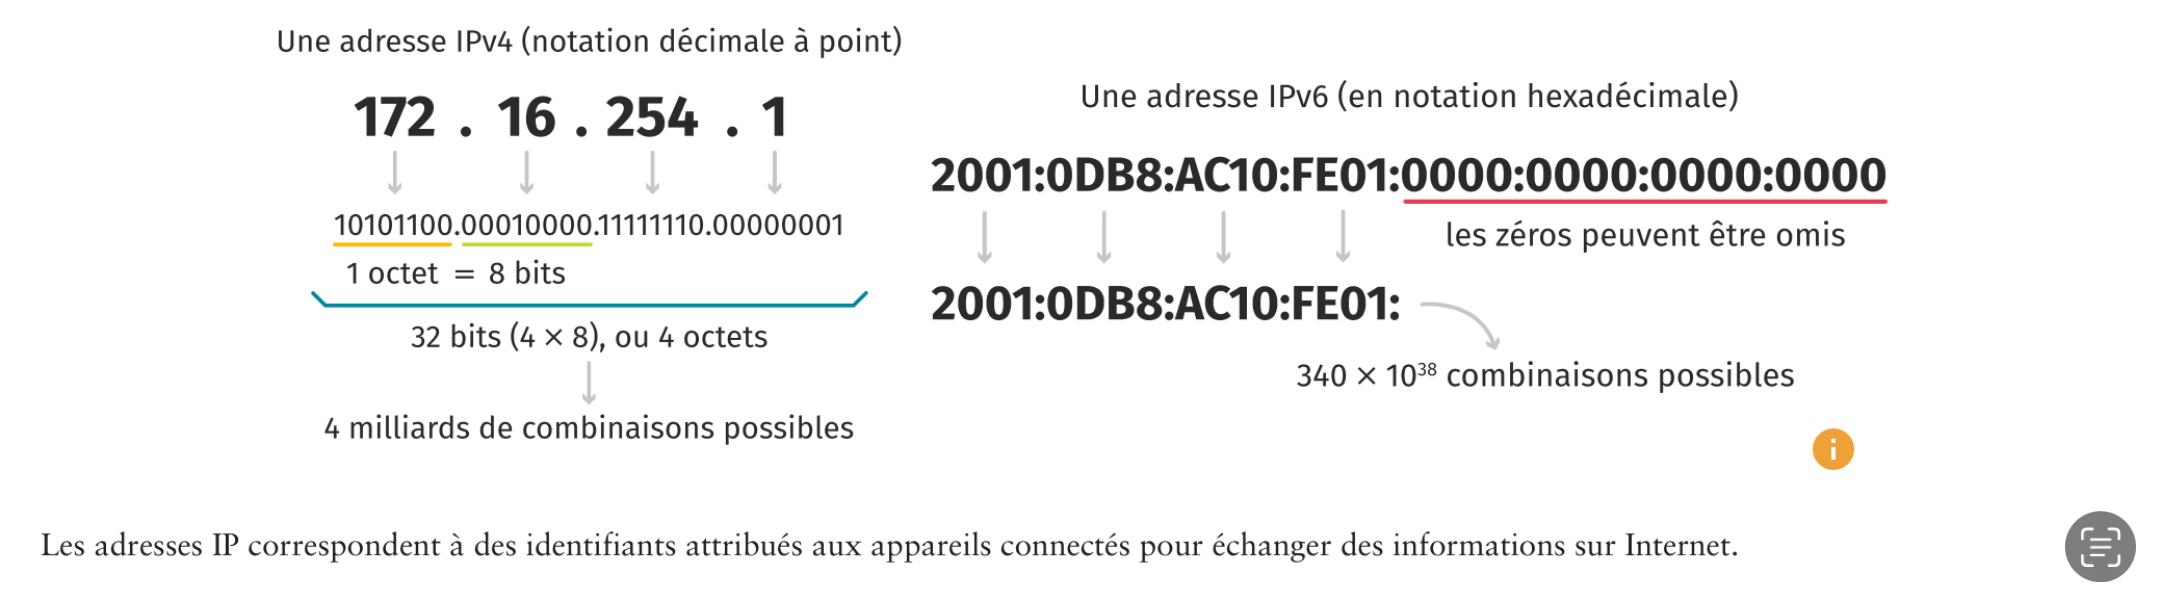 Une adresse IPv4 (notation décimale à point)
172 . 16 . 254 . 1
10101100.00010000.11111110.00000001
1 octet = 8 bits
32 bits (4 × 8), ou 4 octets
4 milliards de combinaisons possibles
Une adresse IPv6 (en notation hexadécimale)
2001:0DB8:AC10:FE01:0000:0000:0000:0000
les zéros peuvent être omis
2001:0DB8:AC10:FE01:
340 × 10³⁸ combinaisons possibles
i
Les adresses IP correspondent à des identifiants attribués aux appareils connectés pour échanger des informations sur Internet.